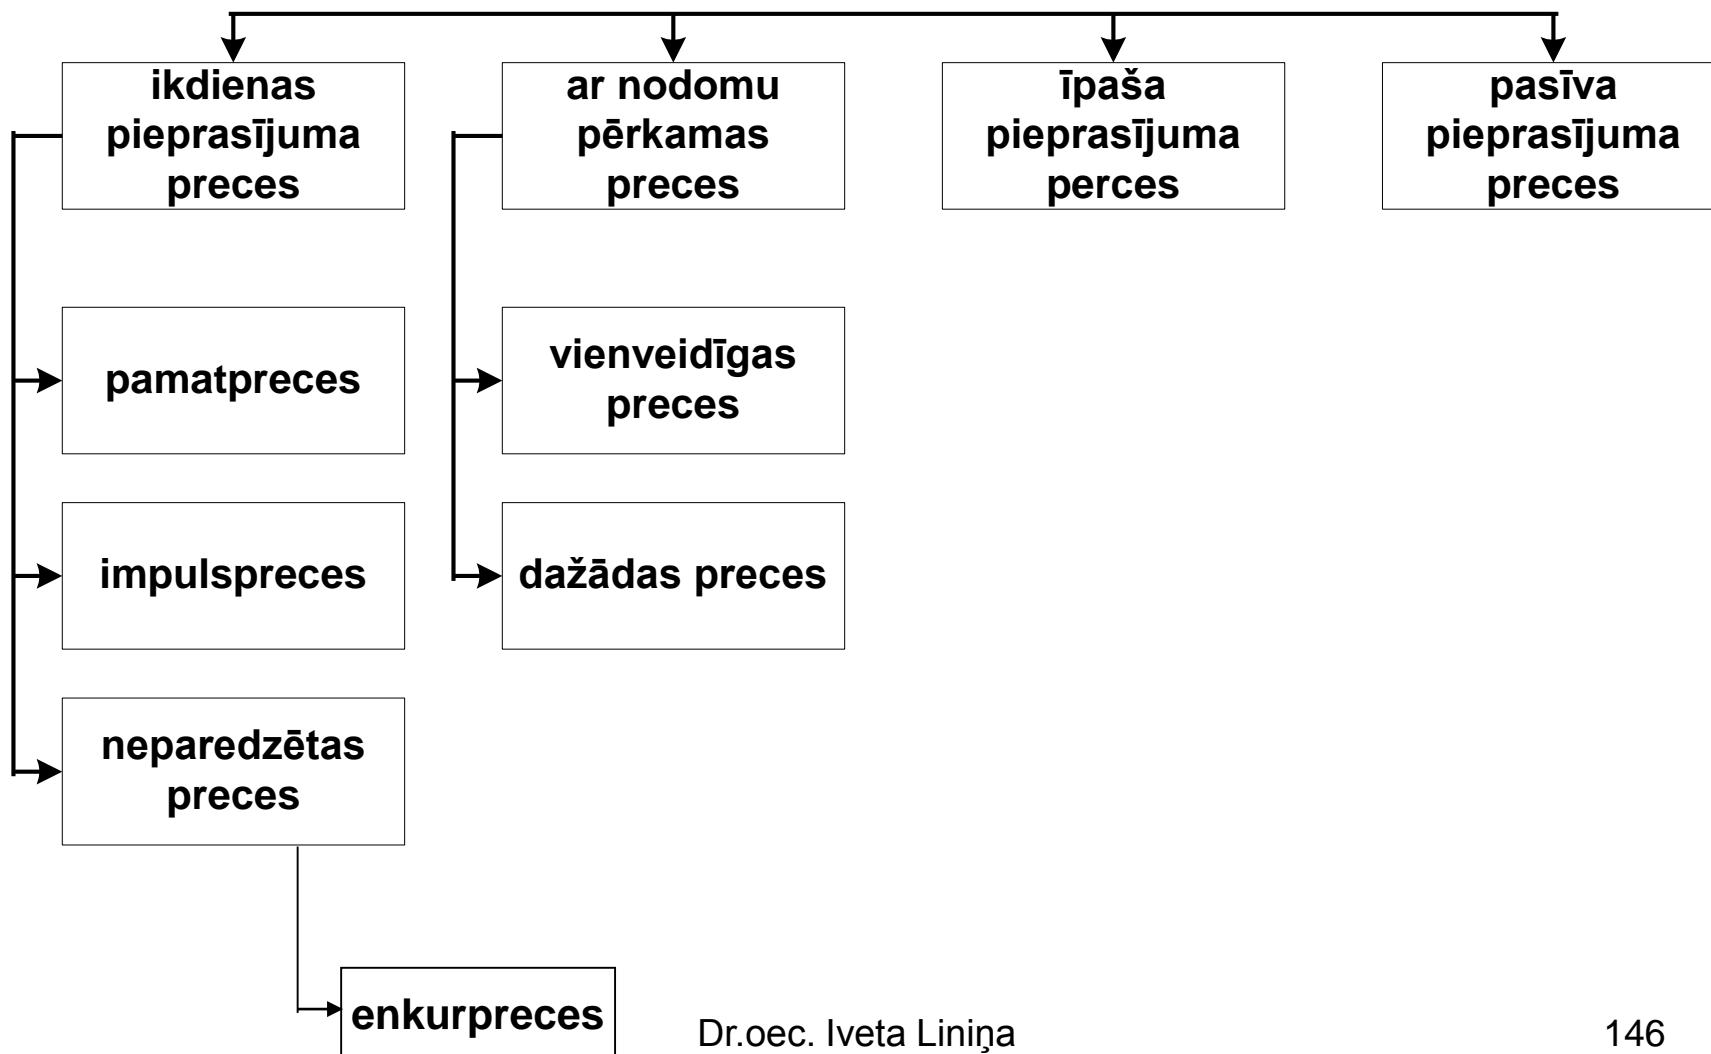 ikdienas
pieprasījuma
preces
ar nodomu
pērkamas
preces
īpaša
pieprasījuma
perces
pasīva
pieprasījuma
preces
pamatpreces
vienveidīgas
preces
impulspreces
dažādas preces
neparedzētas
preces
enkurpreces
Dr.oec. Iveta Liniņa
146